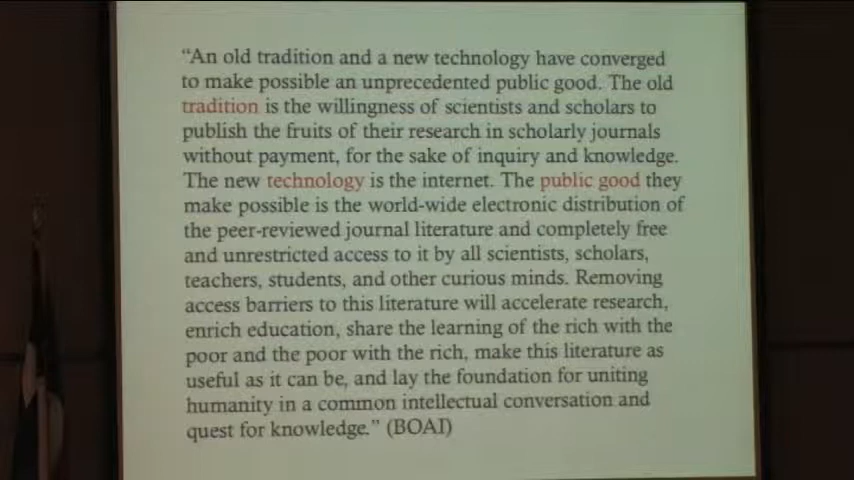 “An old tradition and a new technology have converged
to make possible an unprecedented public good. The old
tradition is the willingness of scientists and scholars to
publish the fruits of their research in scholarly journals
without payment, for the sake of inquiry and knowledge.
The new technology is the internet. The public good they
make possible is the world-wide electronic distribution of
the peer-reviewed journal literature and completely free
and unrestricted access to it by all scientists, scholars,
teachers, students, and other curious minds. Removing
access barriers to this literature will accelerate research,
enrich education, share the learning of the rich with the
poor and the poor with the rich, make this literature as
useful as it can be, and lay the foundation for uniting
humanity in a common intellectual conversation and
quest for knowledge.” (BOAI)